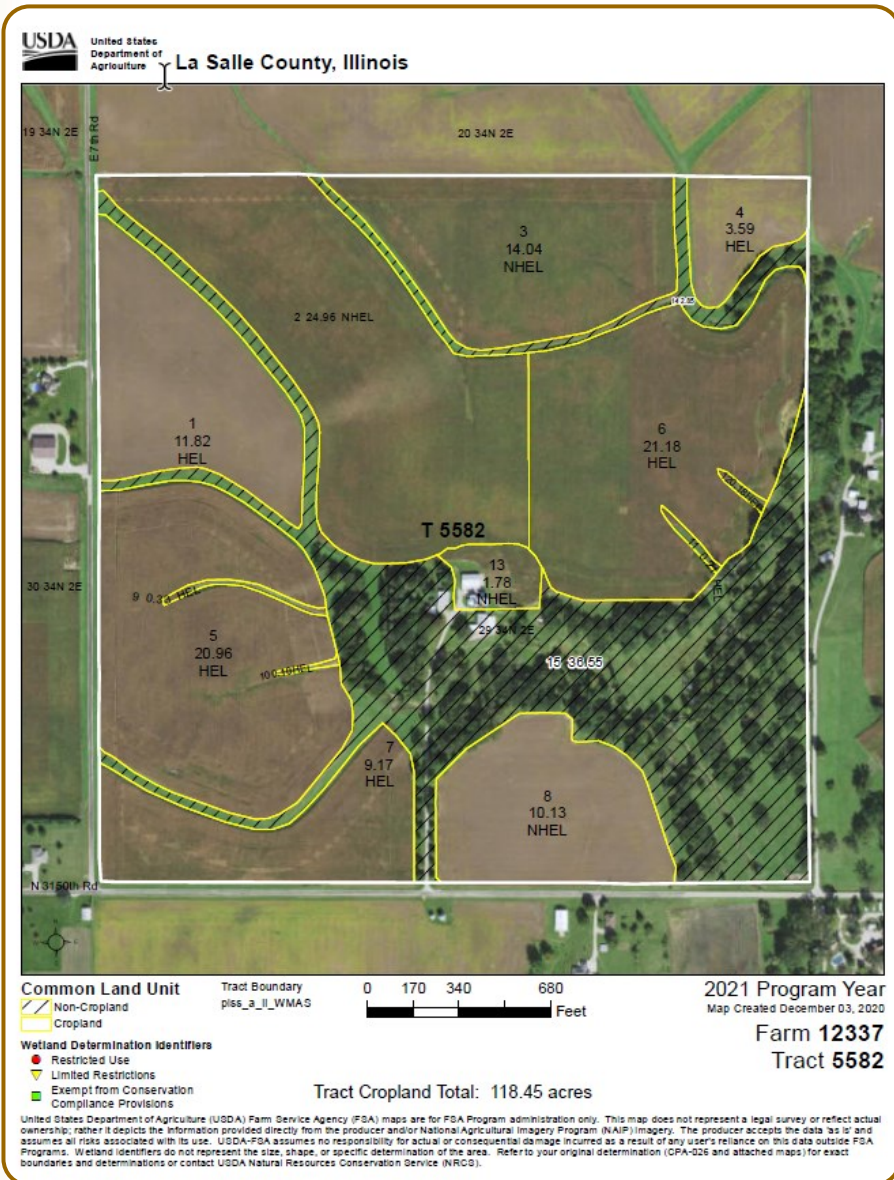 USDA
United States
Department of
Agriculture
La Salle County, Illinois
19 34N 2E
E 7th Rd
20 34N 2E
3
14.04
NHEL
4
3.59
HEL
2 24.96 NHEL
1
11.82
HEL
6
21.18
HEL
T 5582
13
1.78
NHEL
30 34N 2E
9 0.34 HEL
5
20.96
HEL
29 34N 2E
15 36.55
HEL
7
9.17
HEL
8
10.13
NHEL
N 3150th Rd
Common Land Unit
Non-Cropland
Cropland
Tract Boundary
plss_a_il_WMAS
0 170 340 680
Feet
2021 Program Year
Map Created December 03, 2020
Farm 12337
Tract 5582
Wetland Determination Identifiers
Restricted Use
Limited Restrictions
Exempt from Conservation
Compliance Provisions
Tract Cropland Total: 118.45 acres
United States Department of Agriculture (USDA) Farm Service Agency (FSA) maps are for FSA Program administration only. This map does not represent a legal survey or reflect actual
ownership; rather it depicts the information provided directly from the producer and/or National Agricultural Imagery Program (NAIP) imagery. The producer accepts the data 'as is' and
assumes all risks associated with its use. USDA-FSA assumes no responsibility for actual or consequential damage incurred as a result of any user's reliance on this data outside FSA
Programs. Wetland identifiers do not represent the size, shape, or specific determination of the area. Refer to your original determination (CPA-026 and attached maps) for exact
boundaries and determinations or contact USDA Natural Resources Conservation Service (NRCS).